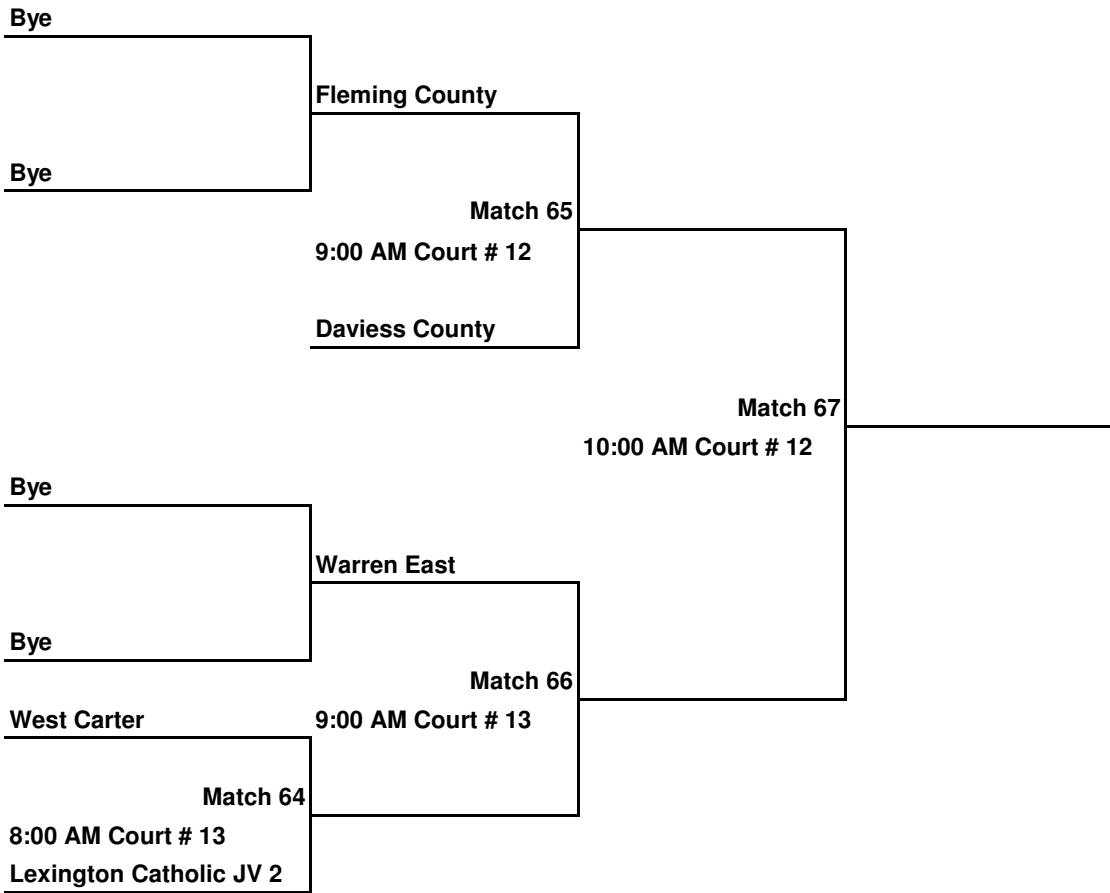 Bye
Fleming County
Bye
Match 65
9:00 AM Court # 12
Daviess County
Match 67
10:00 AM Court # 12
Bye
Warren East
Bye
Match 66
West Carter
9:00 AM Court # 13
Match 64
8:00 AM Court # 13
Lexington Catholic JV 2